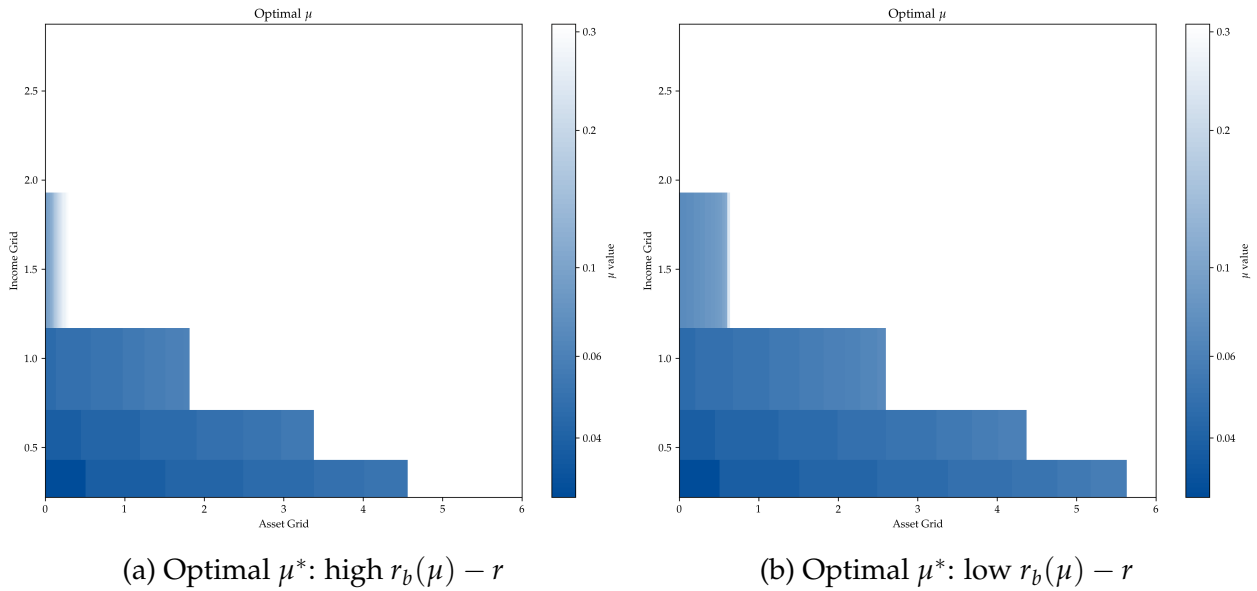 Optimal μ
2.5
2.0
1.5
1.0
0.5
Income Grid
0 1 2 3 4 5 6
Asset Grid
0.3
0.2
0.1
0.06
0.04
μ value
(a) Optimal μ*: high r_b(μ) − r
Optimal μ
2.5
2.0
1.5
1.0
0.5
Income Grid
0 1 2 3 4 5 6
Asset Grid
0.3
0.2
0.1
0.06
0.04
μ value
(b) Optimal μ*: low r_b(μ) − r